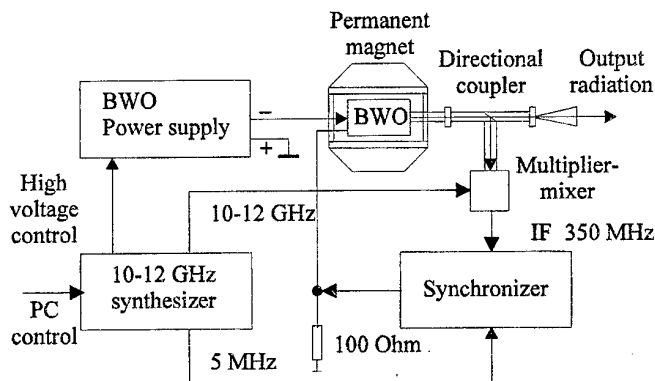 Permanent
magnet
Directional
coupler
Output
radiation
BWO
Power supply
−
+
BWO
Multiplier-
mixer
High
voltage
control
10-12 GHz
IF 350 MHz
10-12 GHz
synthesizer
Synchronizer
PC
control
100 Ohm
5 MHz